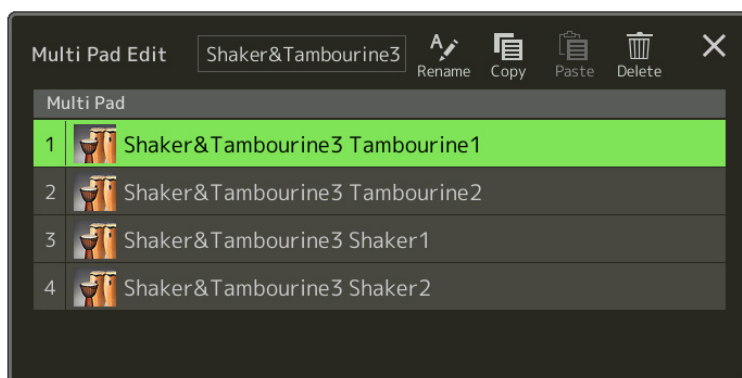 Multi Pad Edit Shaker&Tambourine3
Rename Copy Paste Delete
Multi Pad
1 Shaker&Tambourine3 Tambourine1
2 Shaker&Tambourine3 Tambourine2
3 Shaker&Tambourine3 Shaker1
4 Shaker&Tambourine3 Shaker2